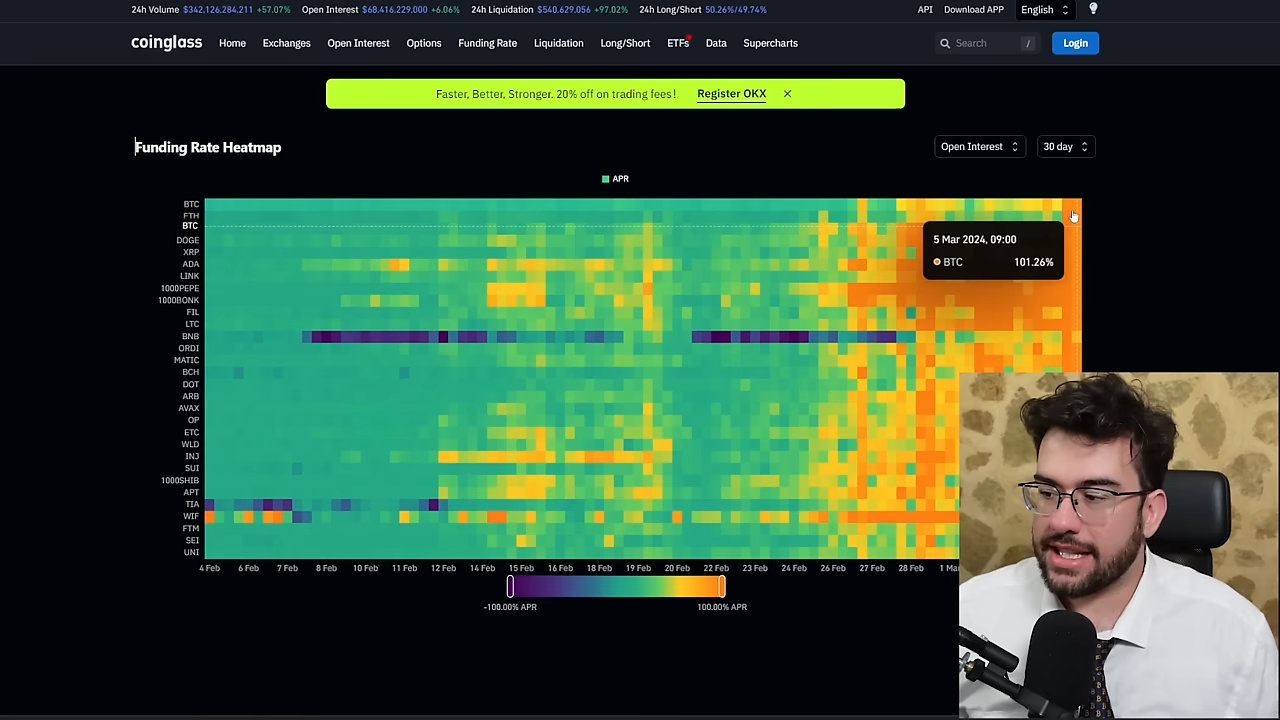 24h Volume $342,126,284,211 +57.07% Open Interest $68,416,229,000 +6.06% 24h Liquidation $540,629,056 +97.02% 24h Long/Short 50.26%/49.74% API Download APP English
coinglass Home Exchanges Open Interest Options Funding Rate Liquidation Long/Short ETFs Data Supercharts Search / Login
Faster, Better, Stronger. 20% off on trading fees! Register OKX
Funding Rate Heatmap Open Interest 30 day
APR
BTC
ETH
BTC
DOGE
XRP
ADA
LINK
1000PEPE
1000BONK
FIL
LTC
BNB
ORDI
MATIC
BCH
DOT
ARB
AVAX
OP
ETC
WLD
INJ
SUI
1000SHIB
APT
TIA
WIF
FTM
SEI
UNI
5 Mar 2024, 09:00
BTC 101.26%
4 Feb 6 Feb 7 Feb 8 Feb 10 Feb 11 Feb 12 Feb 14 Feb 15 Feb 16 Feb 18 Feb 19 Feb 20 Feb 22 Feb 23 Feb 24 Feb 26 Feb 27 Feb 28 Feb 1 Mar
-100.00% APR 100.00% APR